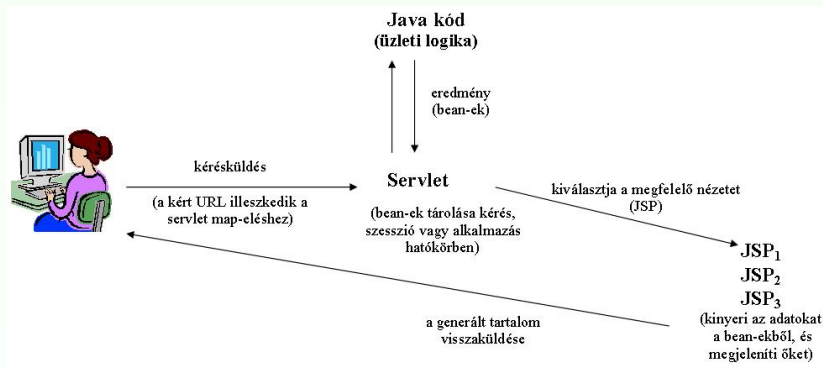 Java kód
(üzleti logika)
eredmény
(bean-ek)
kérésküldés
(a kért URL illeszkedik a
servlet map-eléshez)
Servlet
(bean-ek tárolása kérés,
szesszió vagy alkalmazás
hatókörben)
kiválasztja a megfelelő nézetet
(JSP)
JSP₁
JSP₂
JSP₃
(kinyeri az adatokat
a bean-ekből, és
megjeleníti őket)
a generált tartalom
visszaküldése